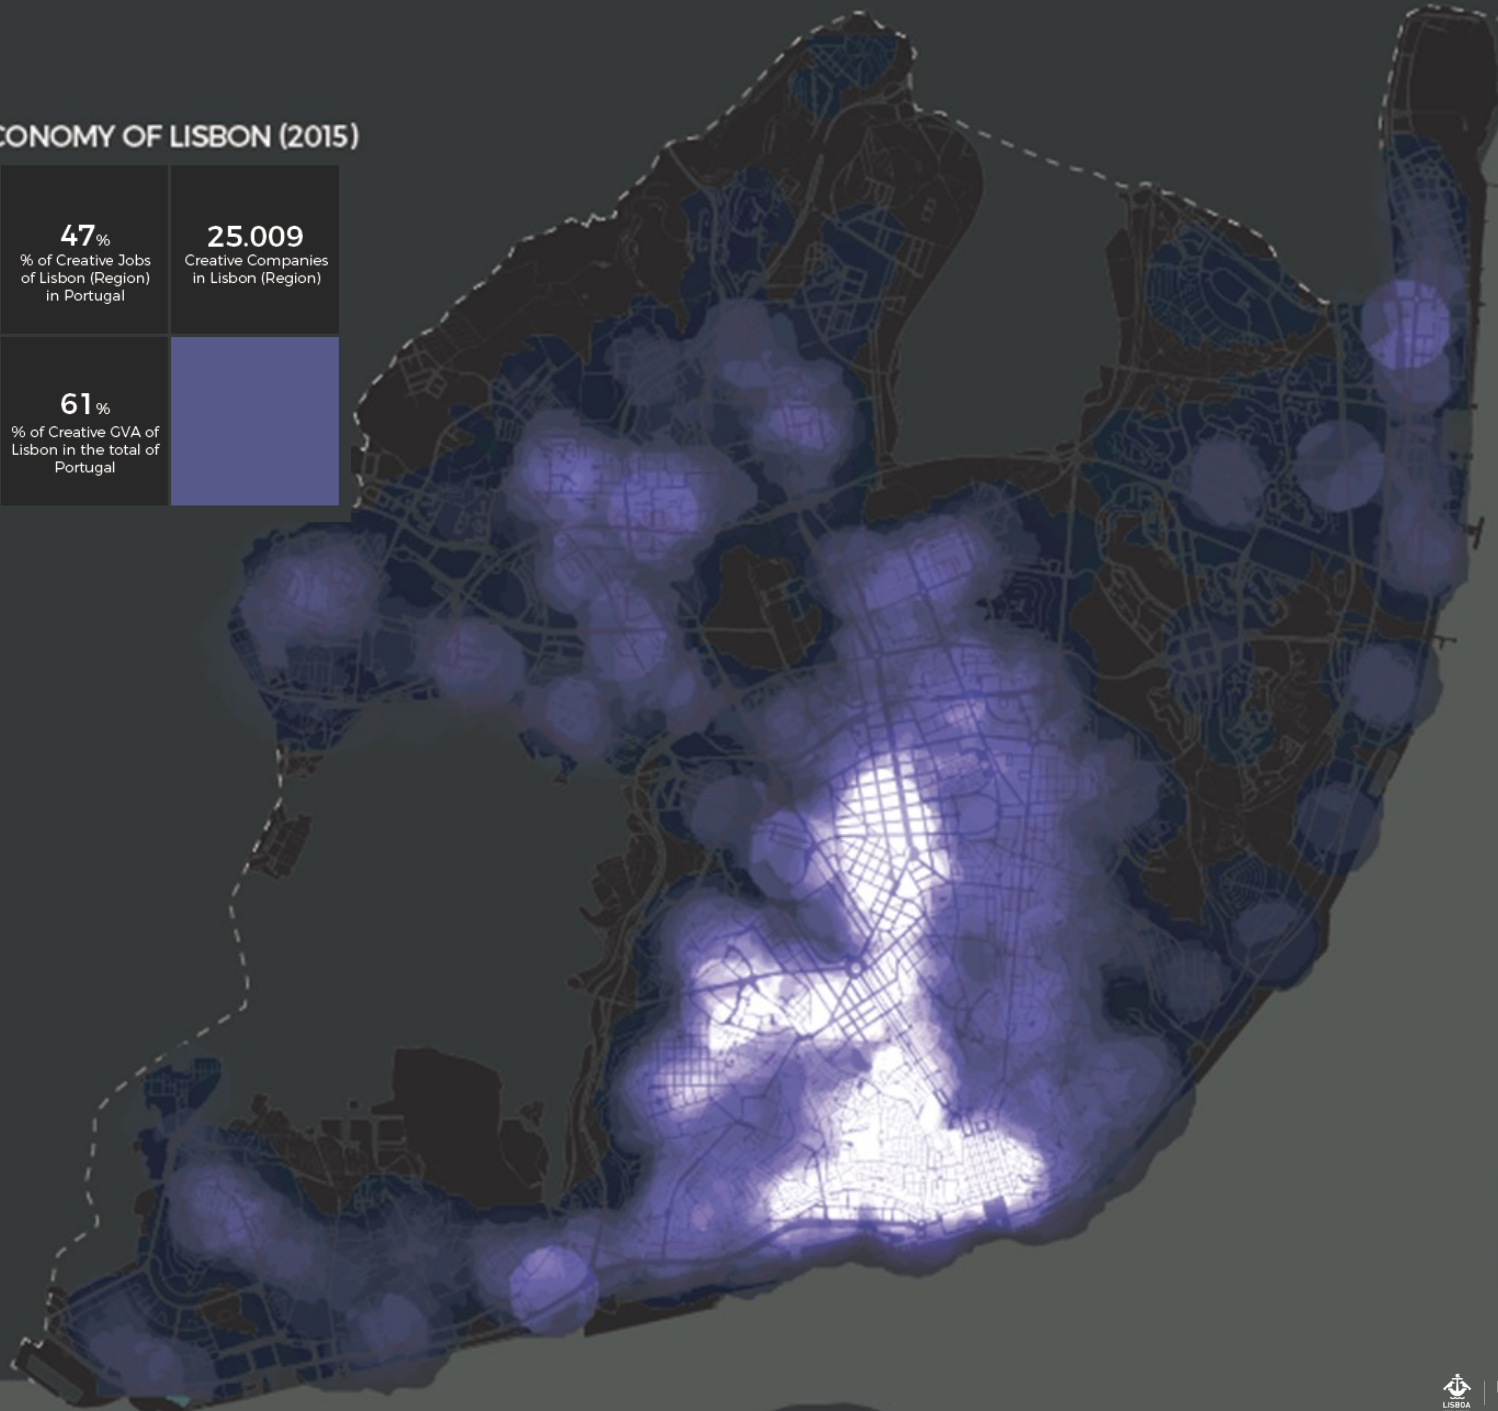 CONOMY OF LISBON (2015)
47%
% of Creative Jobs
of Lisbon (Region)
in Portugal
25.009
Creative Companies
in Lisbon (Region)
61%
% of Creative GVA of
Lisbon in the total of
Portugal
LISBOA